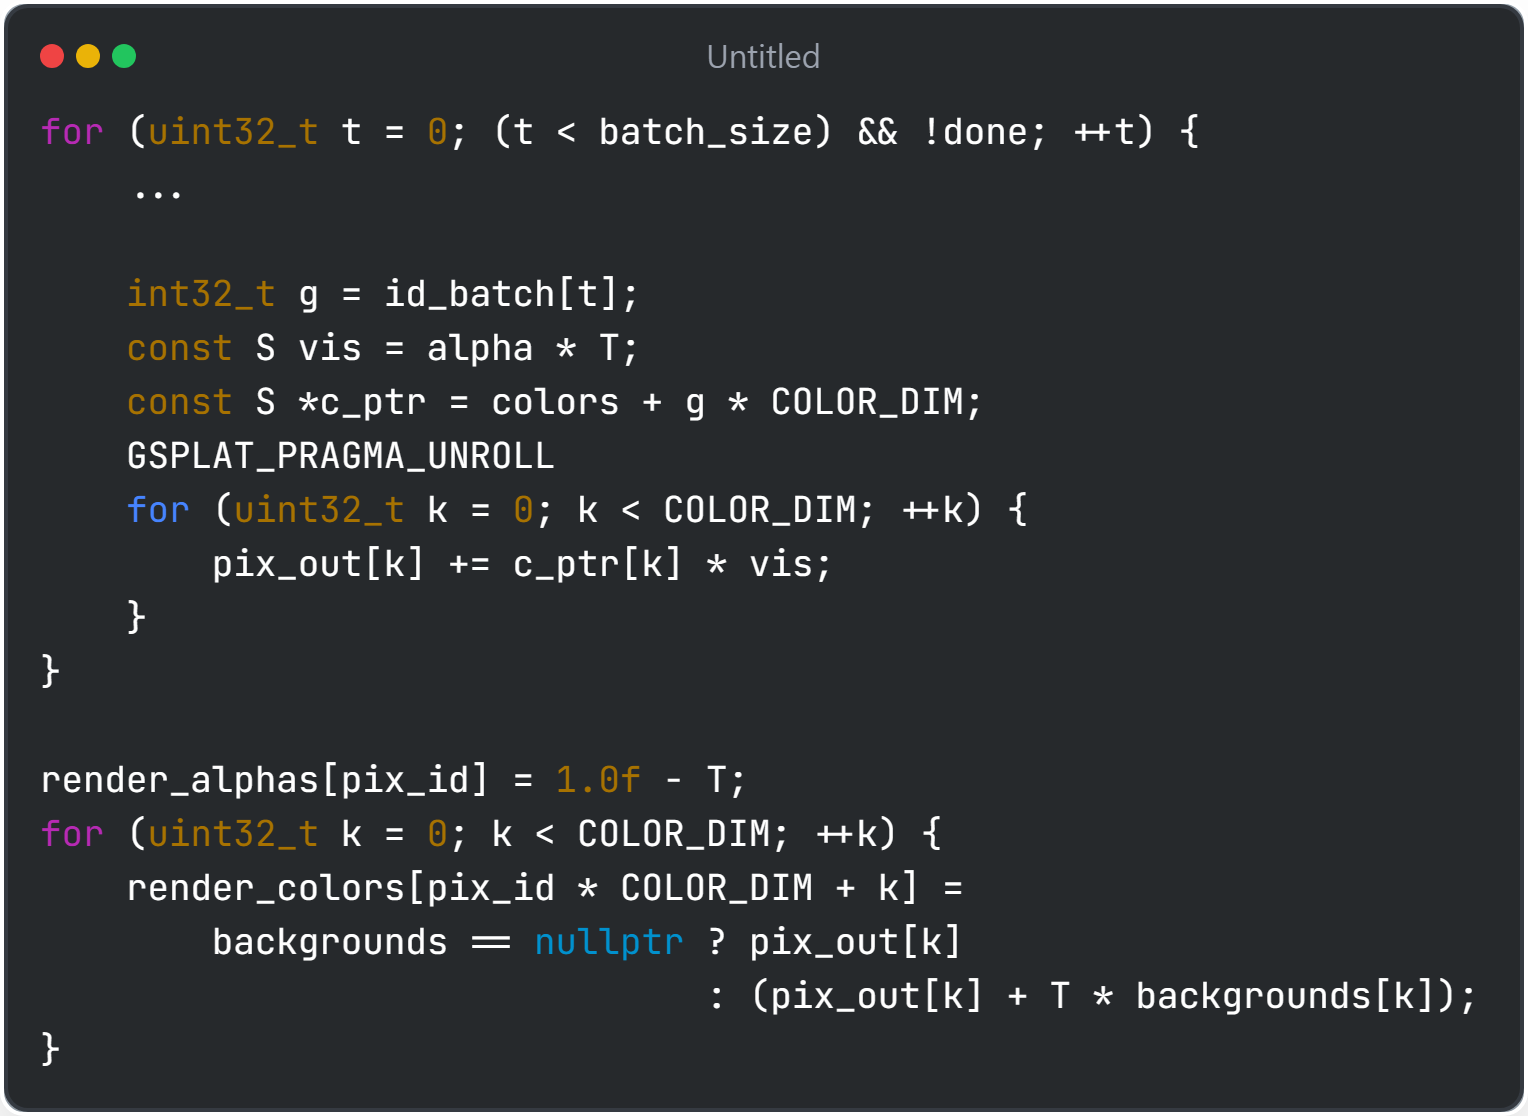 Untitled
for (uint32_t t = 0; (t < batch_size) && !done; ++t) {
    ...
    int32_t g = id_batch[t];
    const S vis = alpha * T;
    const S *c_ptr = colors + g * COLOR_DIM;
    GSPLAT_PRAGMA_UNROLL
    for (uint32_t k = 0; k < COLOR_DIM; ++k) {
        pix_out[k] += c_ptr[k] * vis;
    }
}
render_alphas[pix_id] = 1.0f - T;
for (uint32_t k = 0; k < COLOR_DIM; ++k) {
    render_colors[pix_id * COLOR_DIM + k] =
        backgrounds == nullptr ? pix_out[k]
                               : (pix_out[k] + T * backgrounds[k]);
}